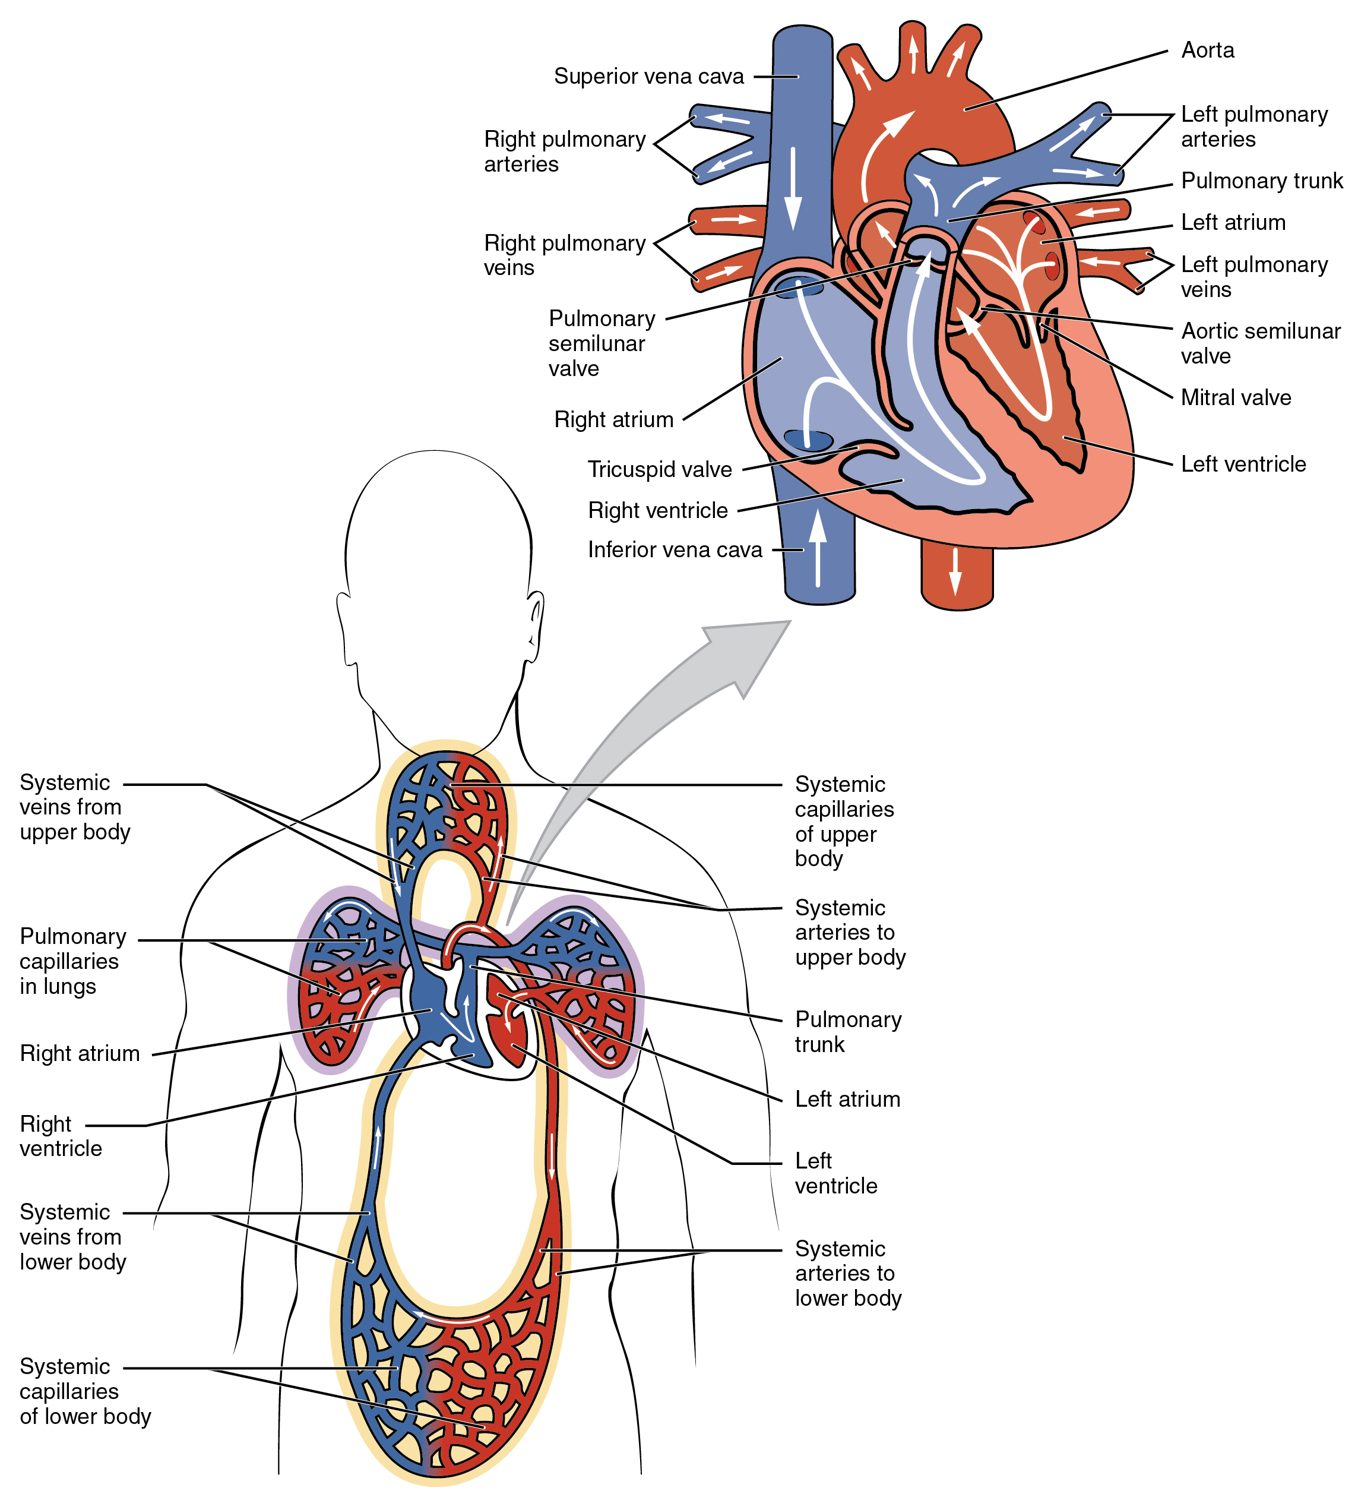 Superior vena cava
Right pulmonary
arteries
Right pulmonary
veins
Pulmonary
semilunar
valve
Right atrium
Tricuspid valve
Right ventricle
Inferior vena cava
Aorta
Left pulmonary
arteries
Pulmonary trunk
Left atrium
Left pulmonary
veins
Aortic semilunar
valve
Mitral valve
Left ventricle
Systemic
veins from
upper body
Pulmonary
capillaries
in lungs
Right atrium
Right
ventricle
Systemic
veins from
lower body
Systemic
capillaries
of lower body
Systemic
capillaries
of upper
body
Systemic
arteries to
upper body
Pulmonary
trunk
Left atrium
Left
ventricle
Systemic
arteries to
lower body